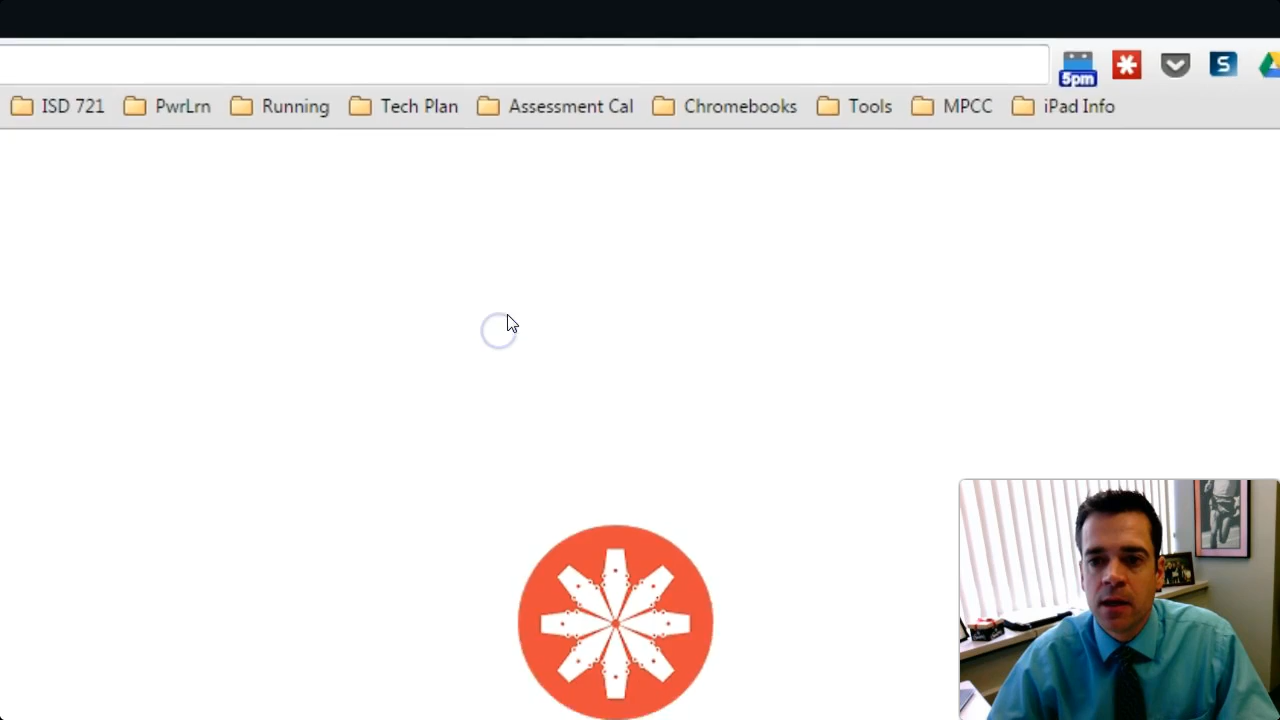 5pm
S
ISD 721 PwrLrn Running Tech Plan Assessment Cal Chromebooks Tools MPCC iPad Info